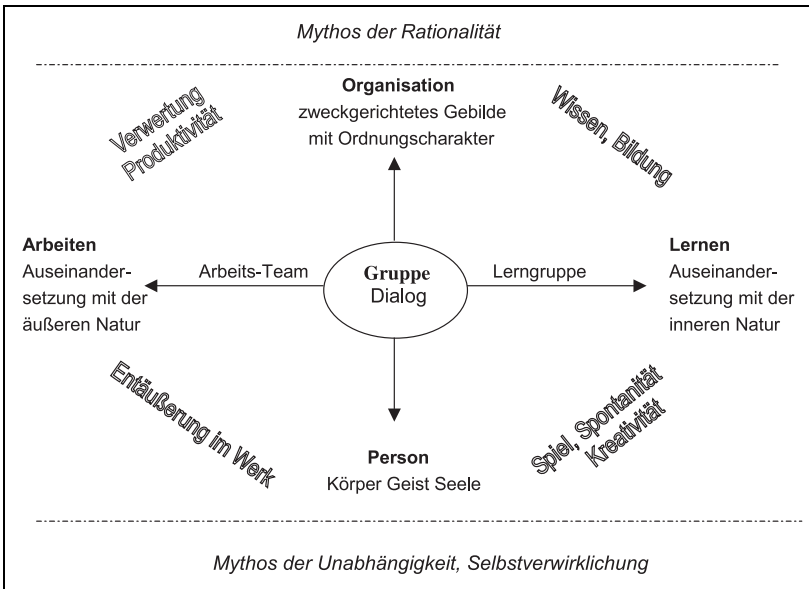 Mythos der Rationalität
Organisation
zweckgerichtetes Gebilde
mit Ordnungscharakter
Verwertung
Produktivität
Wissen, Bildung
Arbeiten
Auseinander-
setzung mit der
äußeren Natur
Arbeits-Team
Gruppe
Dialog
Lerngruppe
Lernen
Auseinander-
setzung mit der
inneren Natur
Entäußerung im Werk
Person
Körper Geist Seele
Spiel, Spontanität
Kreativität
Mythos der Unabhängigkeit, Selbstverwirklichung